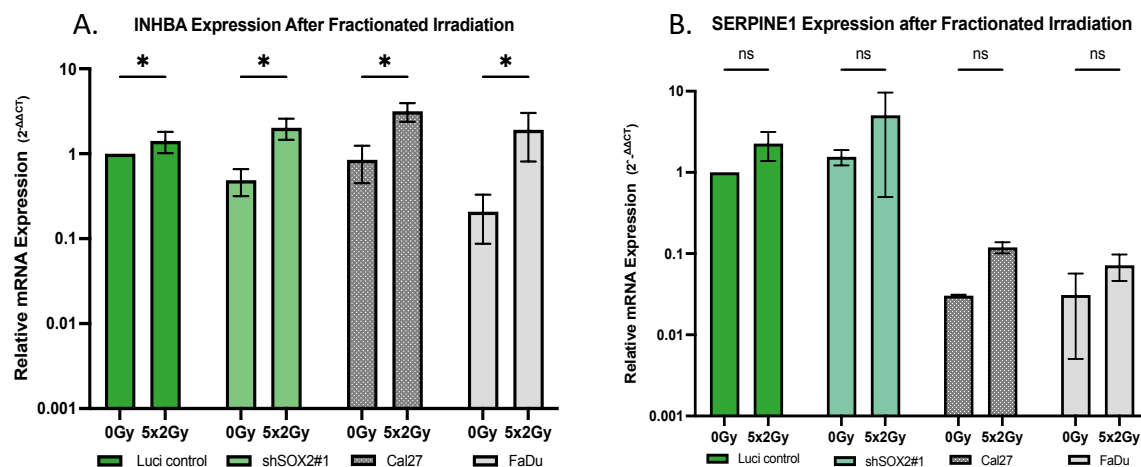 A.
INHBA Expression After Fractionated Irradiation
Relative mRNA Expression (2^-ΔΔCT)
10
1
0.1
0.01
0.001
* * * *
0Gy 5x2Gy 0Gy 5x2Gy 0Gy 5x2Gy 0Gy 5x2Gy
Luci control shSOX2#1 Cal27 FaDu
B.
SERPINE1 Expression after Fractionated Irradiation
Relative mRNA Expression (2^-ΔΔCT)
ns ns ns ns
10
1
0.1
0.01
0.001
0Gy 5x2Gy 0Gy 5x2Gy 0Gy 5x2Gy 0Gy 5x2Gy
Luci control shSOX2#1 Cal27 FaDu